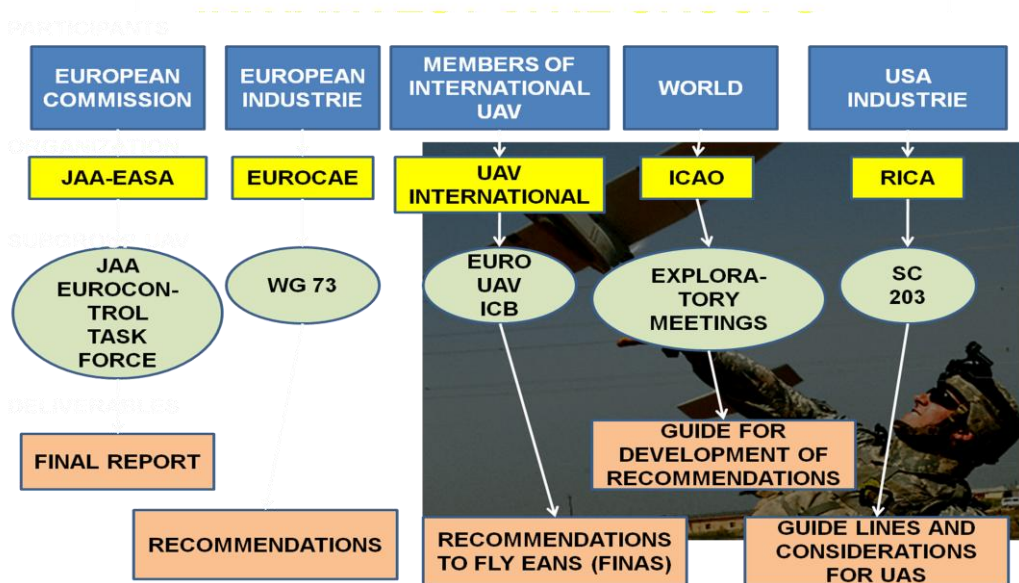 PARTICIPANTS
EUROPEAN
COMMISSION
EUROPEAN
INDUSTRIE
MEMBERS OF
INTERNATIONAL
UAV
WORLD
USA
INDUSTRIE
ORGANIZATION
JAA-EASA
EUROCAE
UAV
INTERNATIONAL
ICAO
RICA
JAA
EUROCON-
TROL
TASK
FORCE
WG 73
EURO
UAV
ICB
EXPLORA-
TORY
MEETINGS
SC
203
DELIVERABLES
FINAL REPORT
RECOMMENDATIONS
RECOMMENDATIONS
TO FLY EANS (FINAS)
GUIDE FOR
DEVELOPMENT OF
RECOMMENDATIONS
GUIDE LINES AND
CONSIDERATIONS
FOR UAS